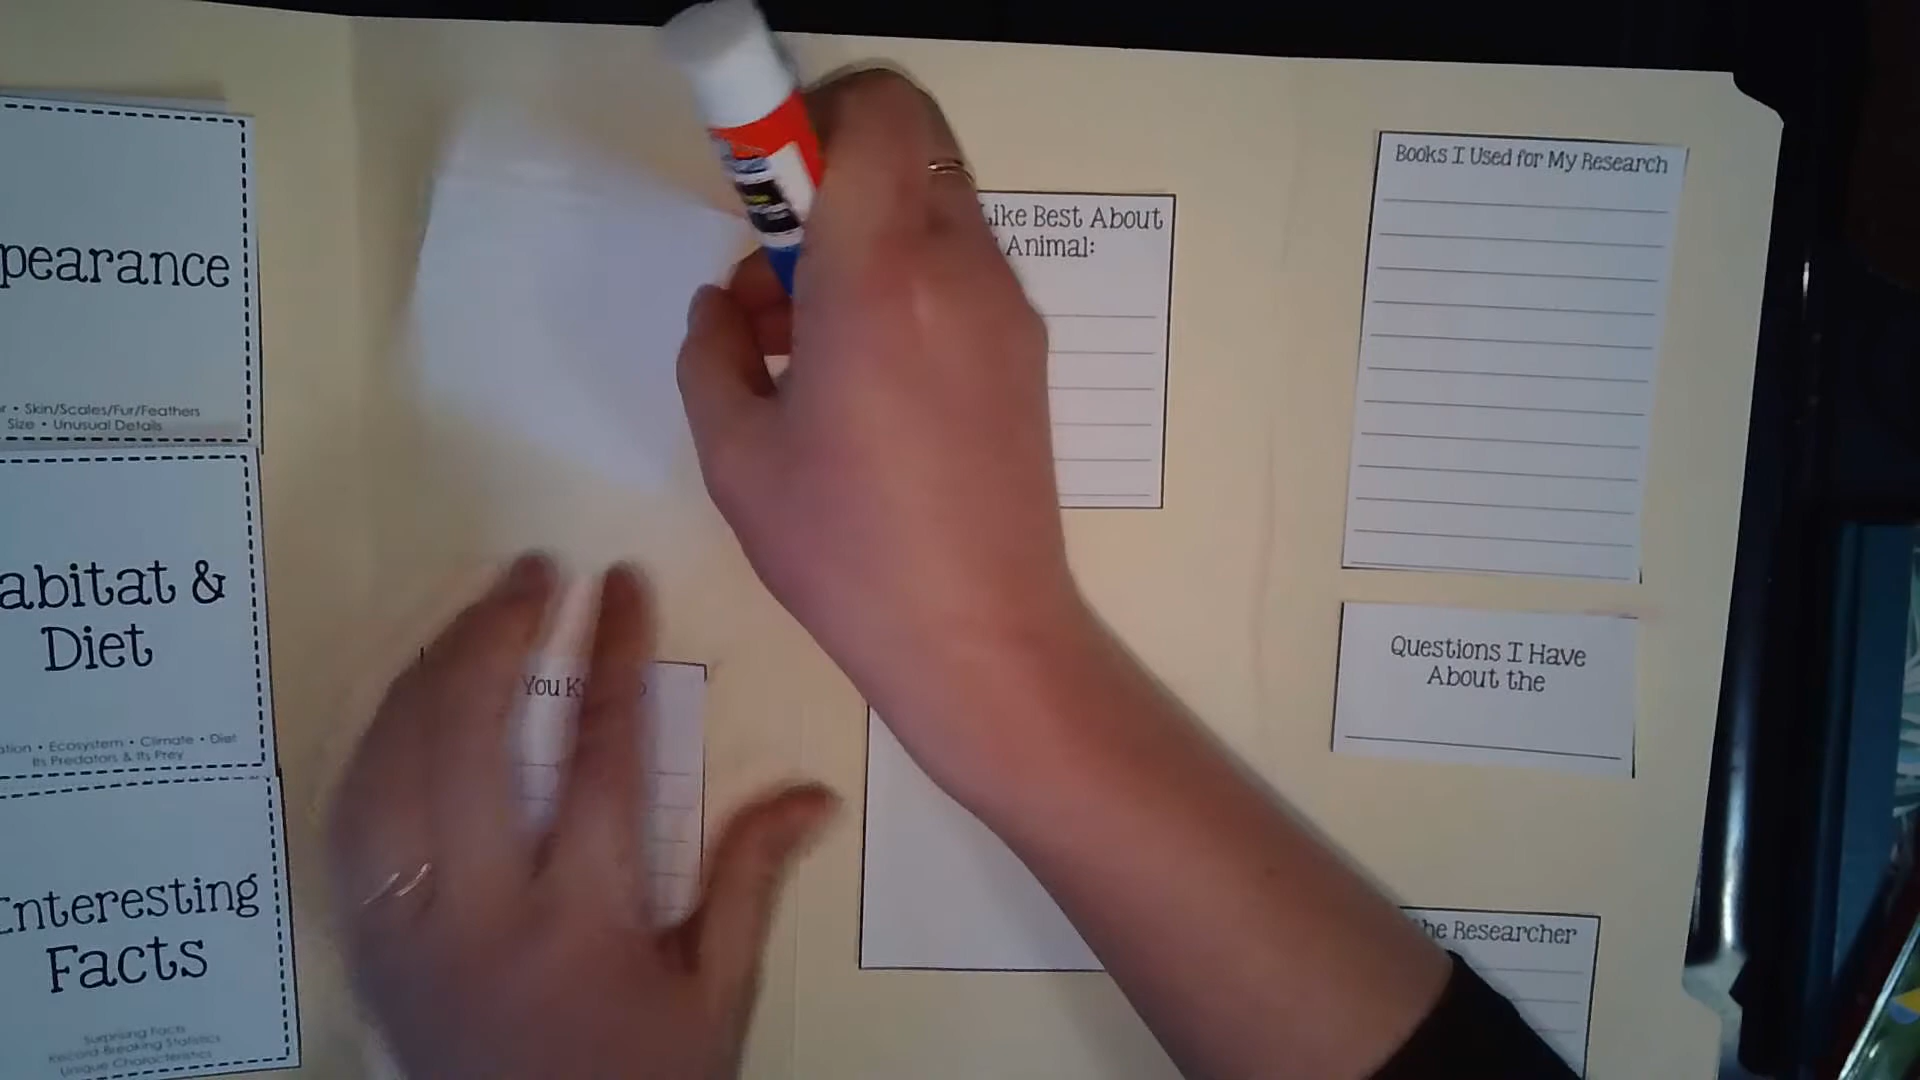 pearance
r • Skin/Scales/Fur/Feathers
Size • Unusual Details
abitat &
Diet
ation • Ecosystem • Climate • Diet
Its Predators & Its Prey
Interesting
Facts
Surprising Facts
Record-Breaking Statistics
Unique Characteristics
You K
Like Best About
Animal:
Books I Used for My Research
Questions I Have
About the
he Researcher